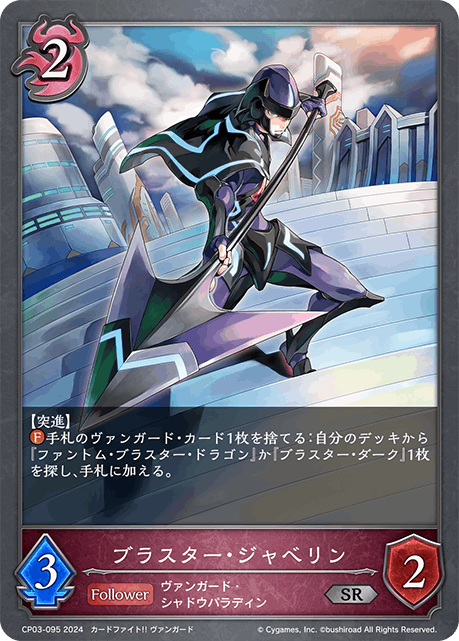 2
【突進】
F 手札のヴァンガード・カード1枚を捨てる：自分のデッキから
『ファントム・ブラスター・ドラゴン』か『ブラスター・ダーク』1枚
を探し、手札に加える。
ブラスター・ジャベリン
3
Follower
ヴァンガード・
シャドウパラディン
SR
2
CP03-095 2024 カードファイト!! ヴァンガード
© Cygames, Inc. ©bushiroad All Rights Reserved.